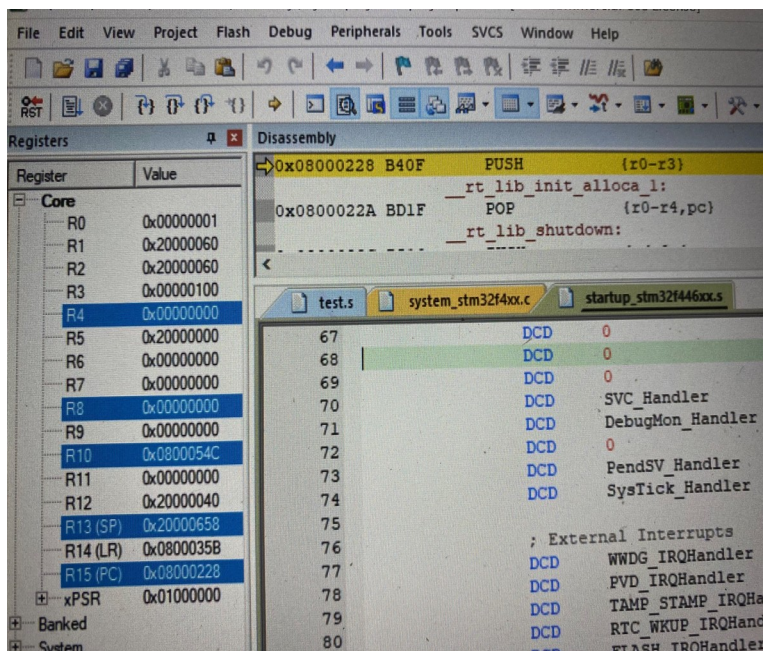 File Edit View Project Flash Debug Peripherals Tools SVCS Window Help
RST
Registers
Register Value
Core
R0 0x00000001
R1 0x20000060
R2 0x20000060
R3 0x00000100
R4 0x00000000
R5 0x20000000
R6 0x00000000
R7 0x00000000
R8 0x00000000
R9 0x00000000
R10 0x0800054C
R11 0x00000000
R12 0x20000040
R13 (SP) 0x20000658
R14 (LR) 0x0800035B
R15 (PC) 0x08000228
xPSR 0x01000000
Banked
System
Disassembly
0x08000228 B40F PUSH {r0-r3}
__rt_lib_init_alloca_1:
0x0800022A BD1F POP {r0-r4,pc}
__rt_lib_shutdown:
test.s system_stm32f4xx.c startup_stm32f446xx.s
67 DCD 0
68 DCD 0
69 DCD 0
70 DCD SVC_Handler
71 DCD DebugMon_Handler
72 DCD 0
73 DCD PendSV_Handler
74 DCD SysTick_Handler
75
76 ; External Interrupts
77 DCD WWDG_IRQHandler
78 DCD PVD_IRQHandler
79 DCD TAMP_STAMP_IRQHa
80 DCD RTC_WKUP_IRQHand
FLASH_IRQHandler